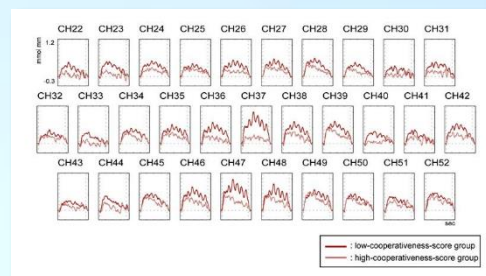 CH22 CH23 CH24 CH25 CH26 CH27 CH28 CH29 CH30 CH31
1.2
mmol mm
-0.3
CH32 CH33 CH34 CH35 CH36 CH37 CH38 CH39 CH40 CH41 CH42
CH43 CH44 CH45 CH46 CH47 CH48 CH49 CH50 CH51 CH52
sec
: low-cooperativeness-score group
: high-cooperativeness-score group